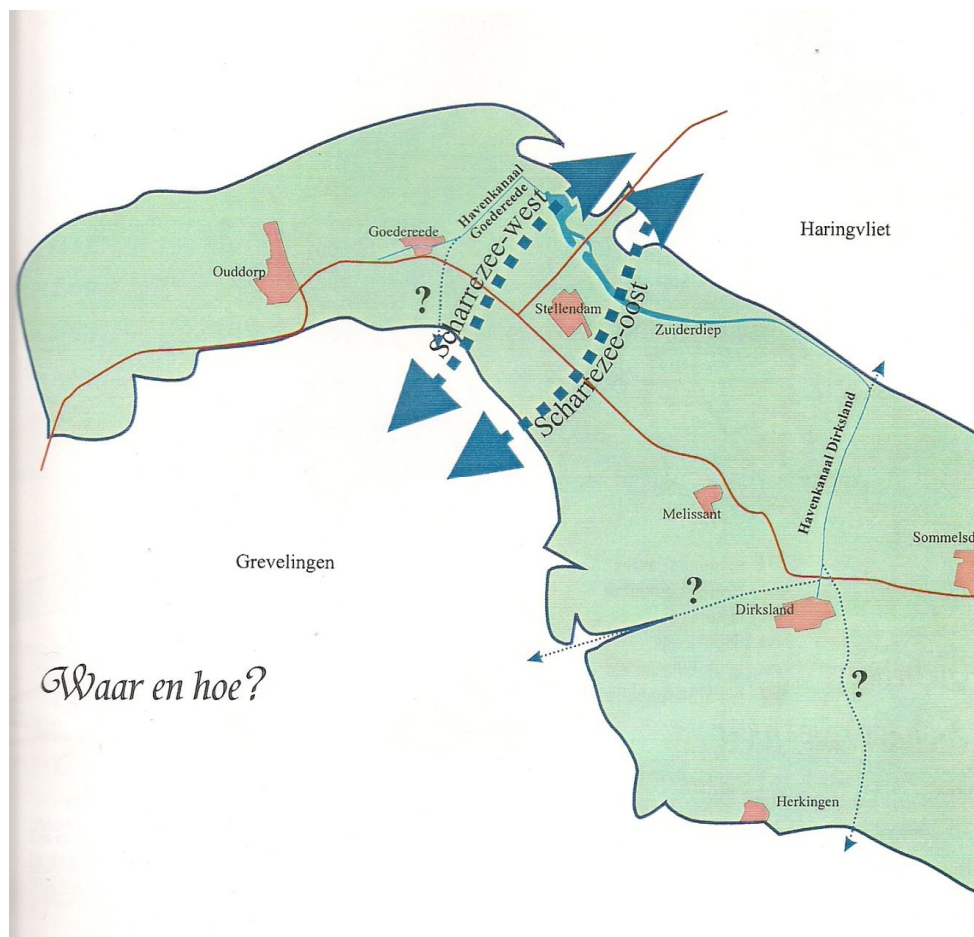 Haringvliet
Havenkanaal
Goedereede
Goedereede
Ouddorp
Scharrezee-west
?
Stellendam
Scharrezee-oost
Zuiderdiep
Havenkanaal Dirksland
Melissant
Sommelsd
Grevelingen
?
Dirksland
Waar en hoe?
?
Herkingen